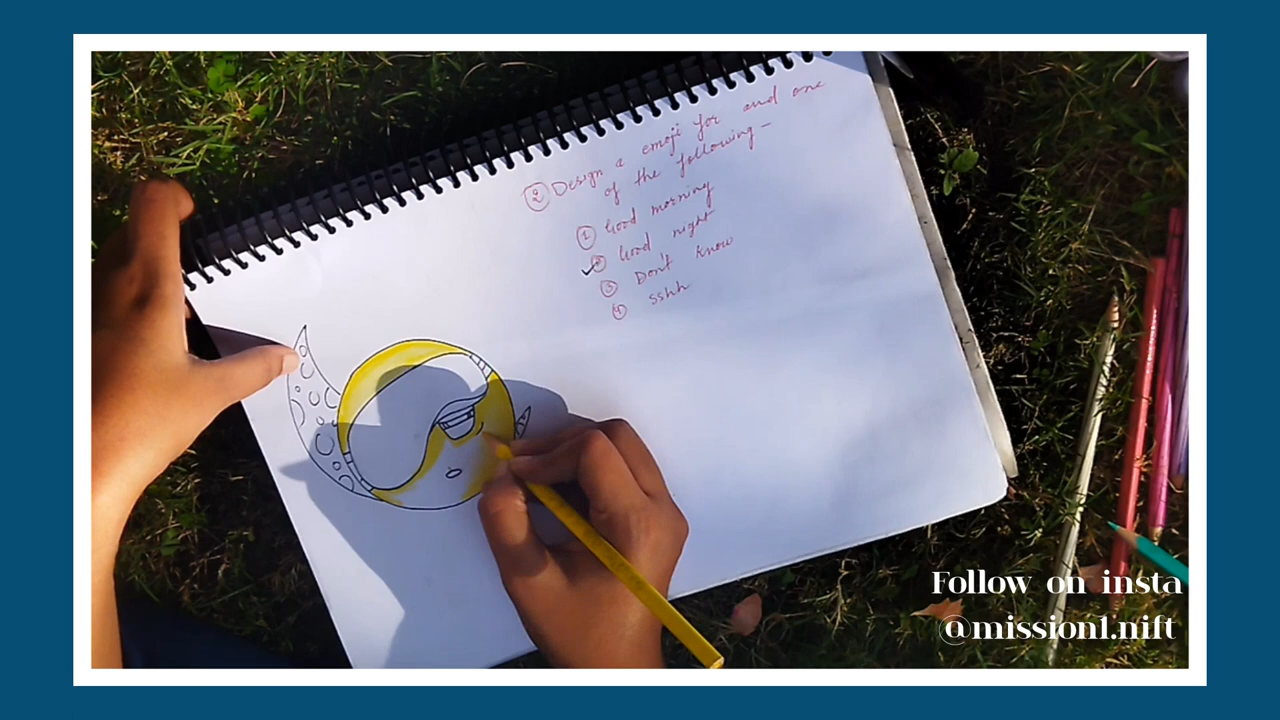 ② Design a emoji for and one
of the following -
① Good morning
② Good night
③ Don't know
④ sshh
Follow on insta
@mission1.nift